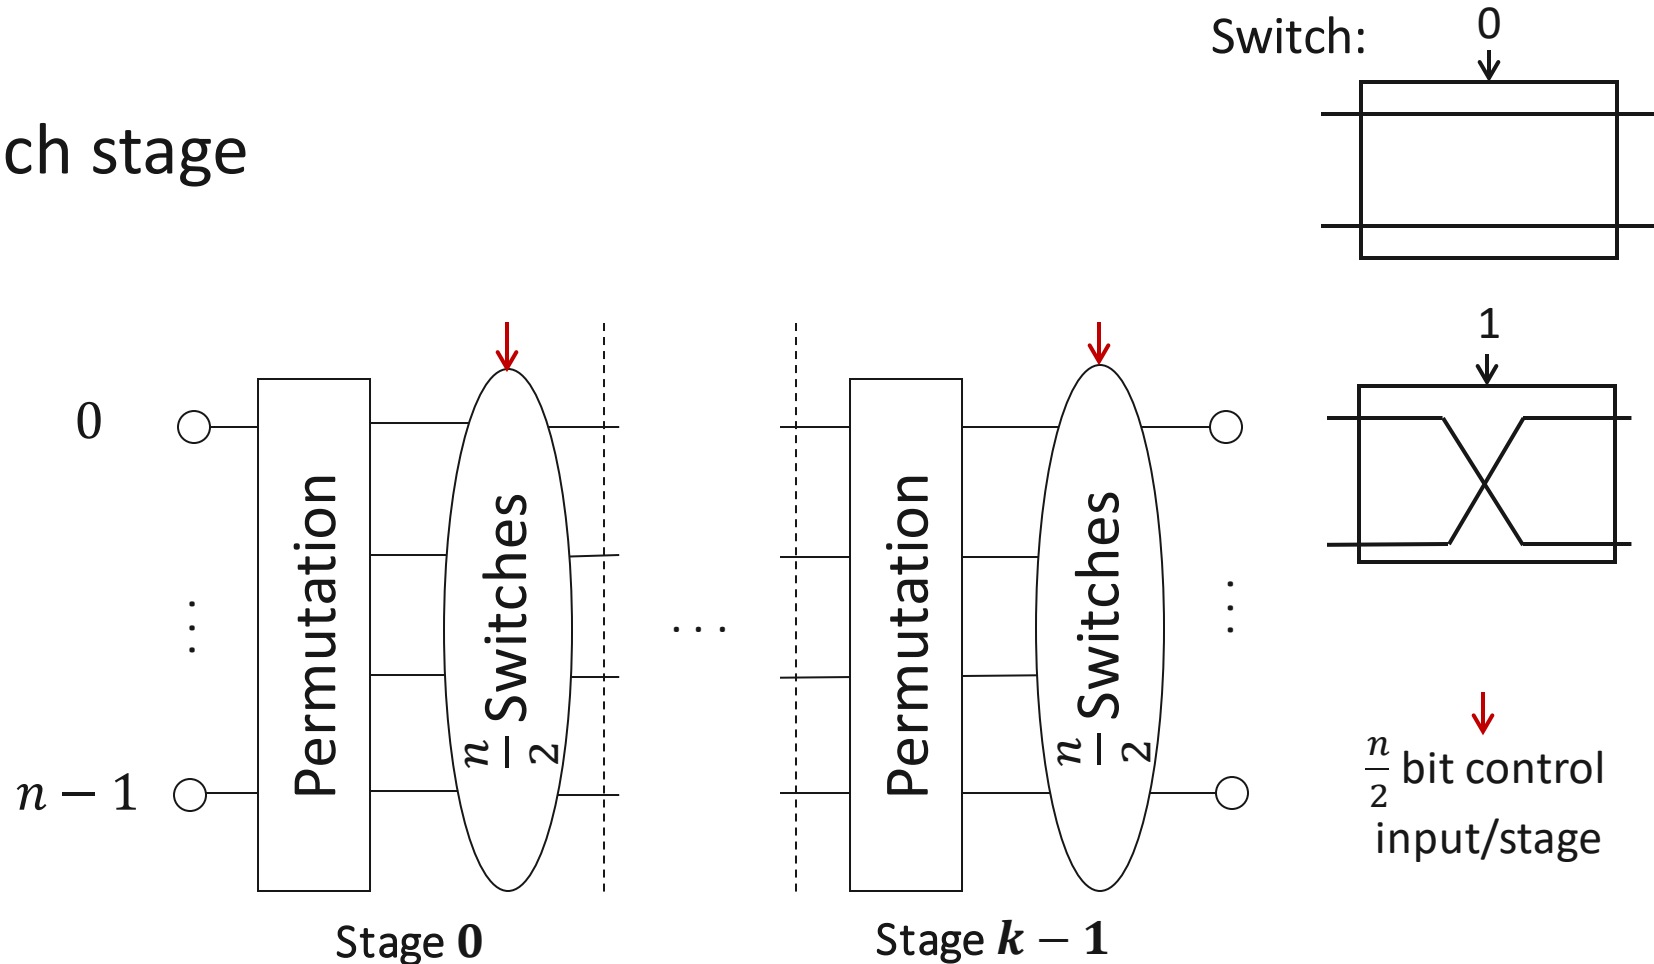 Switch:
0
ch stage
1
0
n − 1
⋮
Permutation
n/2 Switches
. . .
Permutation
n/2 Switches
⋮
n/2 bit control
input/stage
Stage 0
Stage k − 1